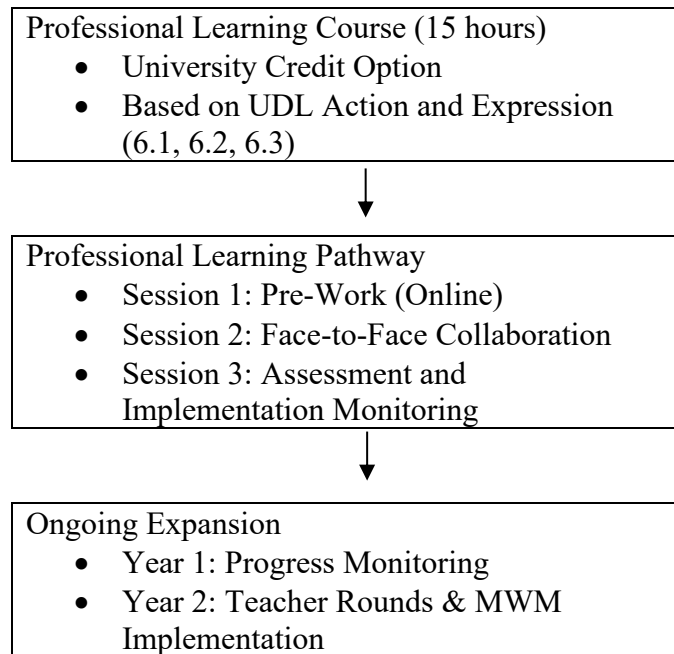 Professional Learning Course (15 hours)
• University Credit Option
• Based on UDL Action and Expression
(6.1, 6.2, 6.3)
Professional Learning Pathway
• Session 1: Pre-Work (Online)
• Session 2: Face-to-Face Collaboration
• Session 3: Assessment and
Implementation Monitoring
Ongoing Expansion
• Year 1: Progress Monitoring
• Year 2: Teacher Rounds & MWM
Implementation